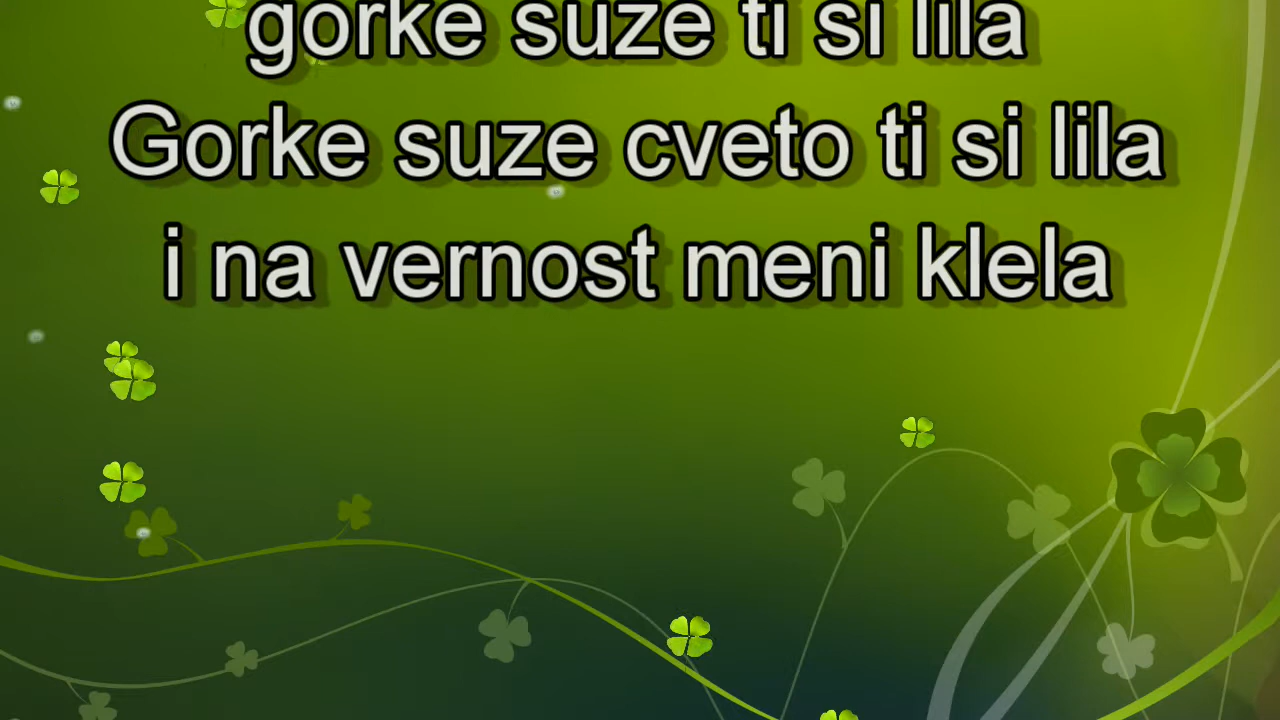 gorke suze ti si lila
Gorke suze cveto ti si lila
i na vernost meni klela